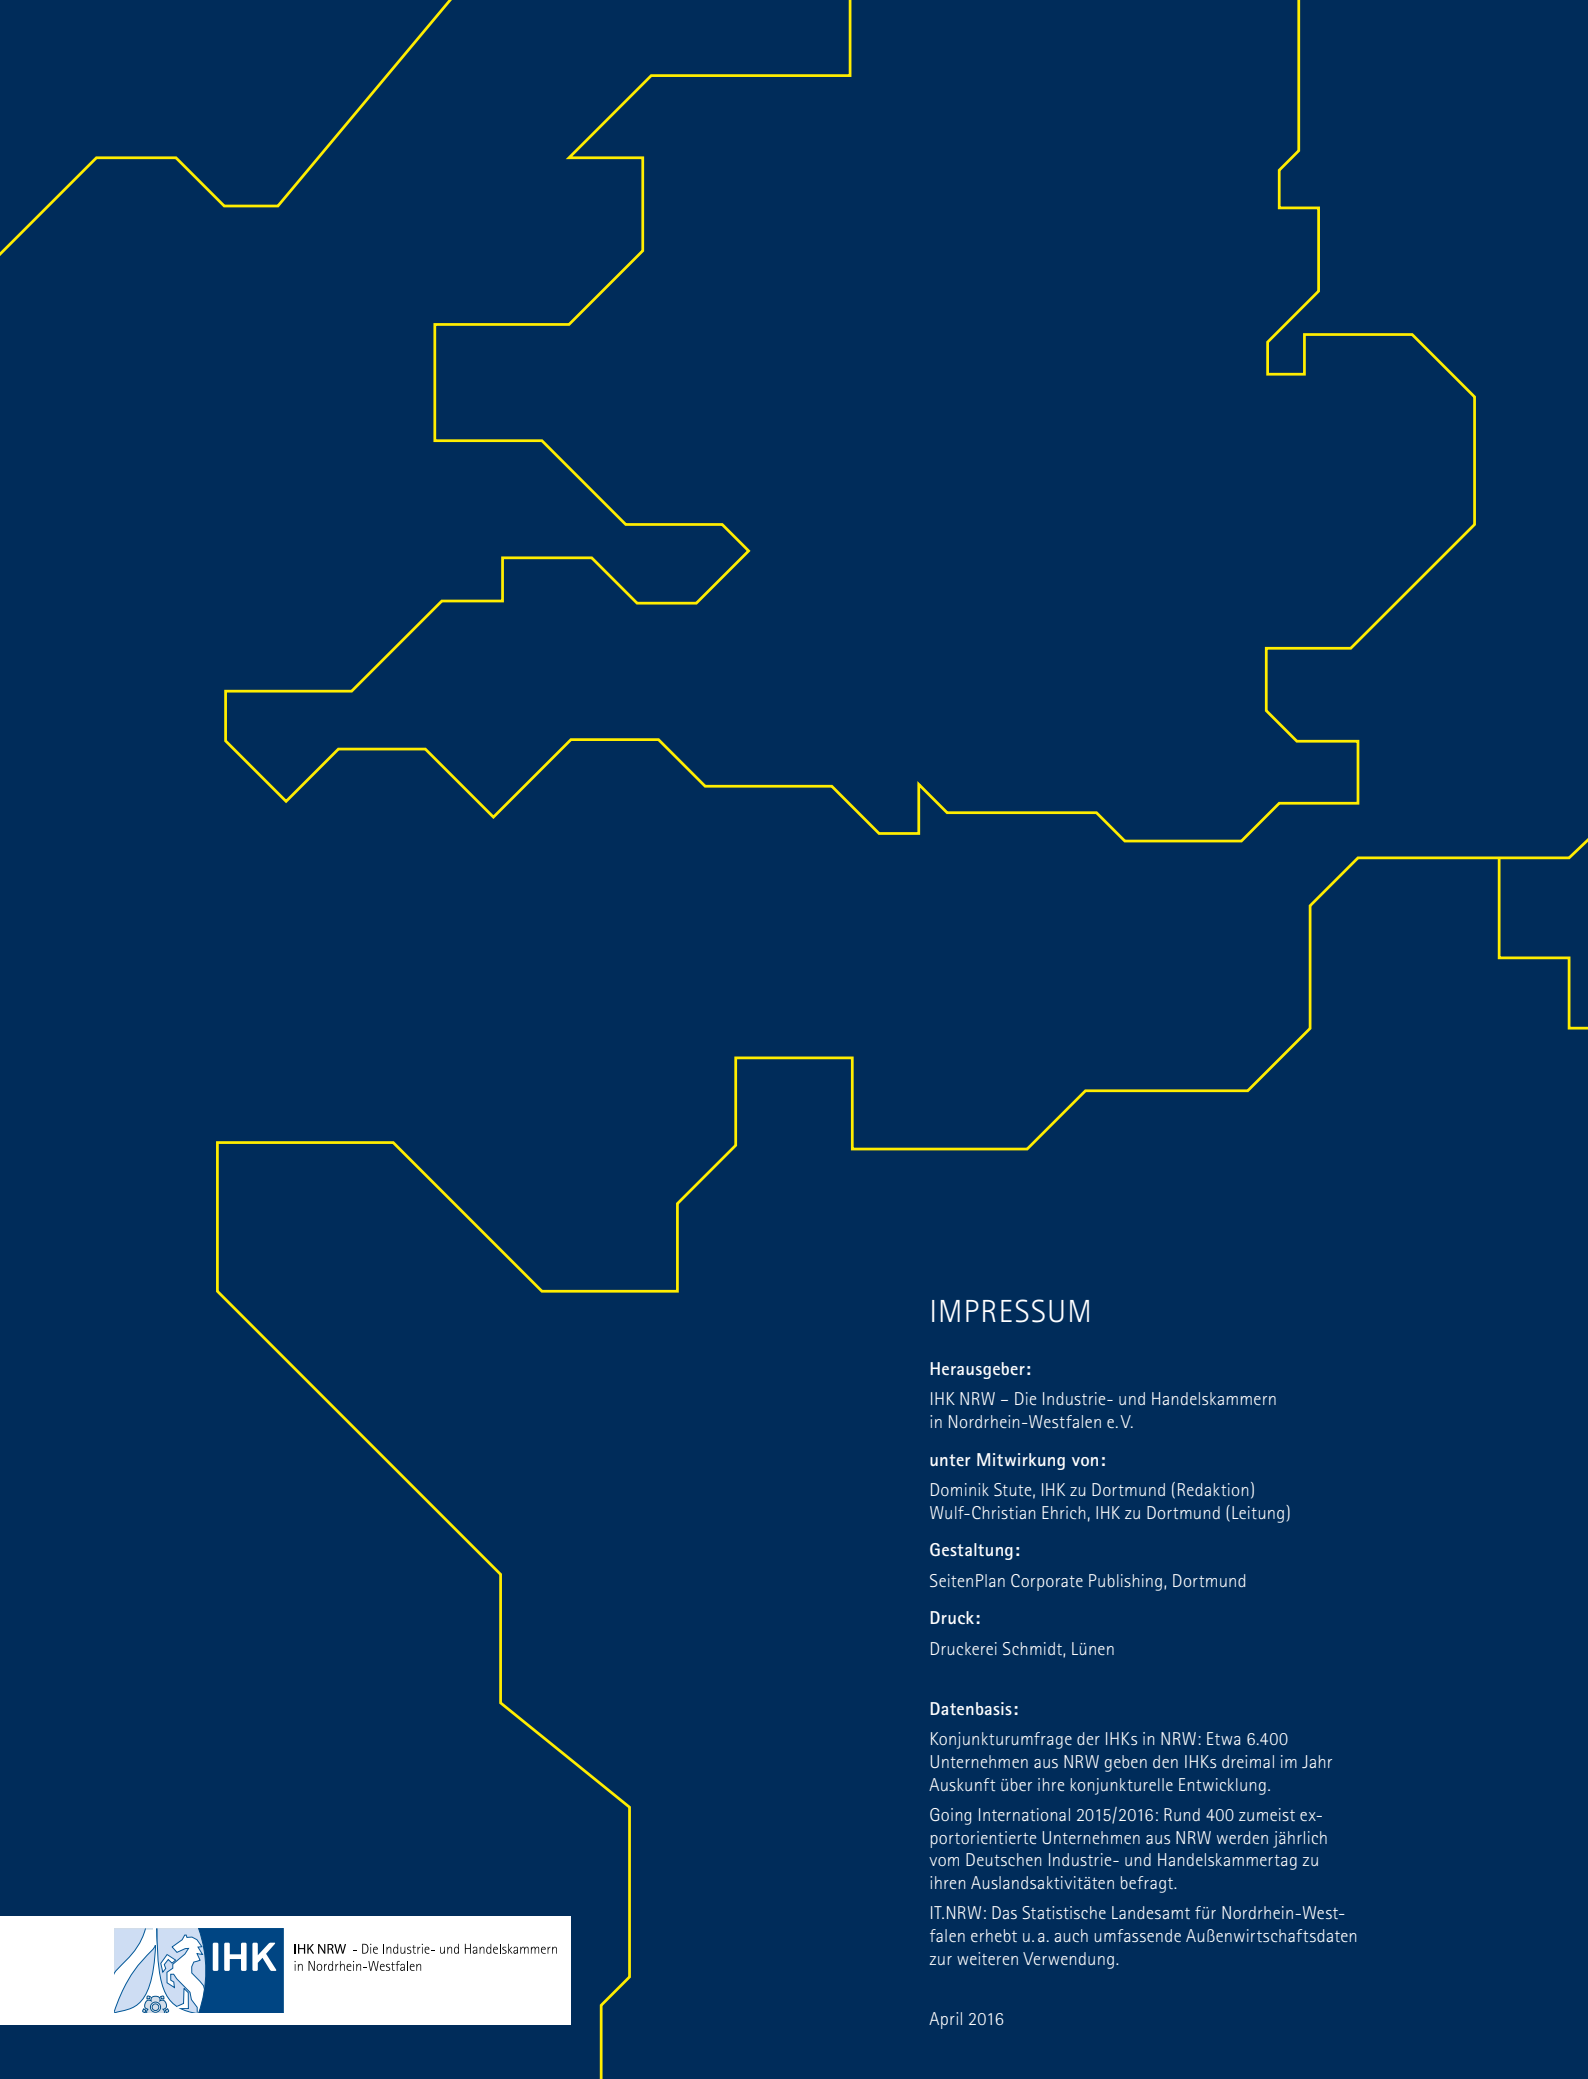 IMPRESSUM
Herausgeber:
IHK NRW – Die Industrie- und Handelskammern
in Nordrhein-Westfalen e. V.
unter Mitwirkung von:
Dominik Stute, IHK zu Dortmund (Redaktion)
Wulf-Christian Ehrich, IHK zu Dortmund (Leitung)
Gestaltung:
SeitenPlan Corporate Publishing, Dortmund
Druck:
Druckerei Schmidt, Lünen
Datenbasis:
Konjunkturumfrage der IHKs in NRW: Etwa 6.400
Unternehmen aus NRW geben den IHKs dreimal im Jahr
Auskunft über ihre konjunkturelle Entwicklung.
Going International 2015/2016: Rund 400 zumeist ex-
portorientierte Unternehmen aus NRW werden jährlich
vom Deutschen Industrie- und Handelskammertag zu
ihren Auslandsaktivitäten befragt.
IT.NRW: Das Statistische Landesamt für Nordrhein-West-
falen erhebt u. a. auch umfassende Außenwirtschaftsdaten
zur weiteren Verwendung.
April 2016
IHK
IHK NRW - Die Industrie- und Handelskammern
in Nordrhein-Westfalen